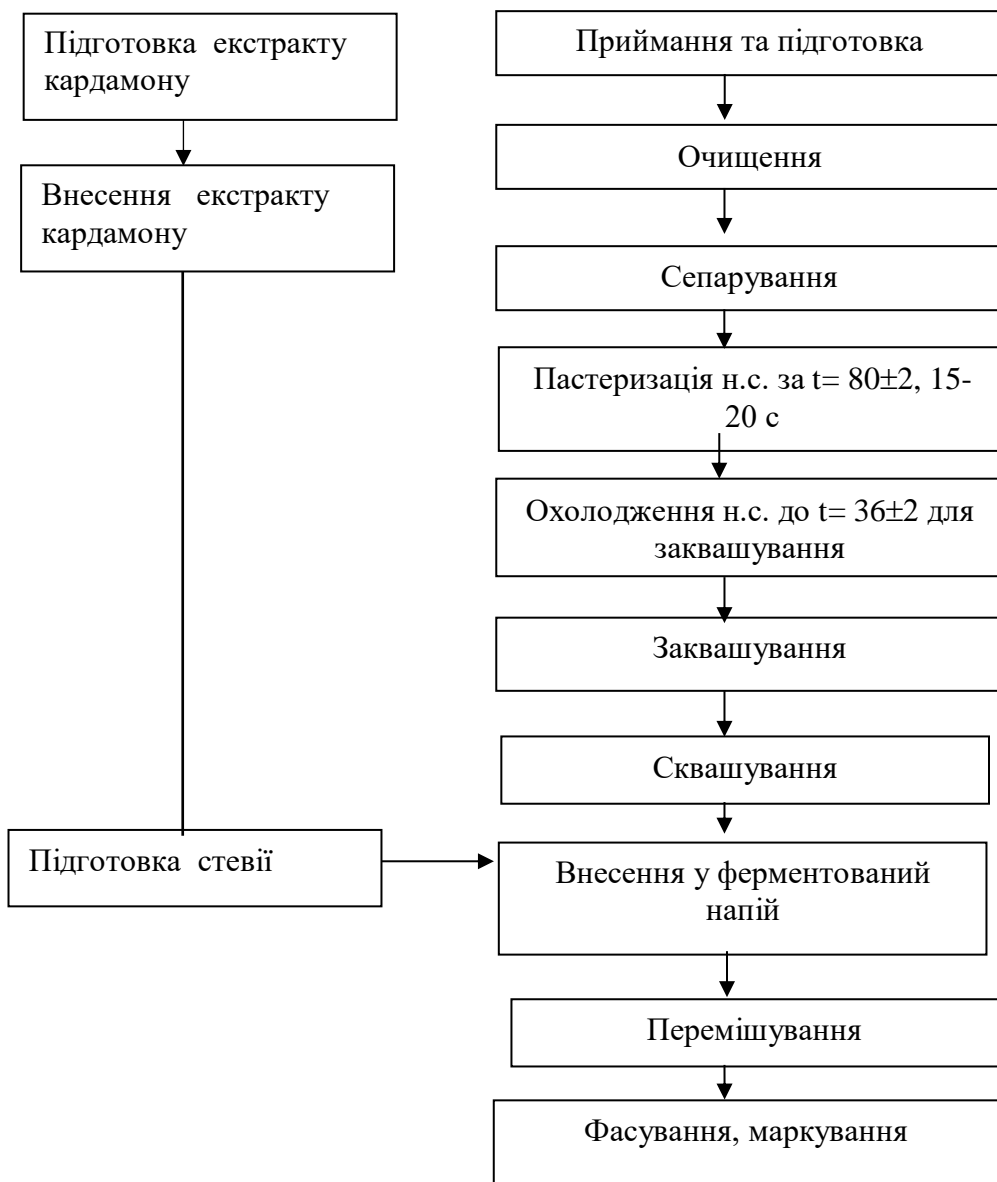 Підготовка екстракту
кардамону
Внесення екстракту
кардамону
Підготовка стевії
Приймання та підготовка
Очищення
Сепарування
Пастеризація н.с. за t= 80±2, 15-
20 с
Охолодження н.с. до t= 36±2 для
заквашування
Заквашування
Сквашування
Внесення у ферментований
напій
Перемішування
Фасування, маркування